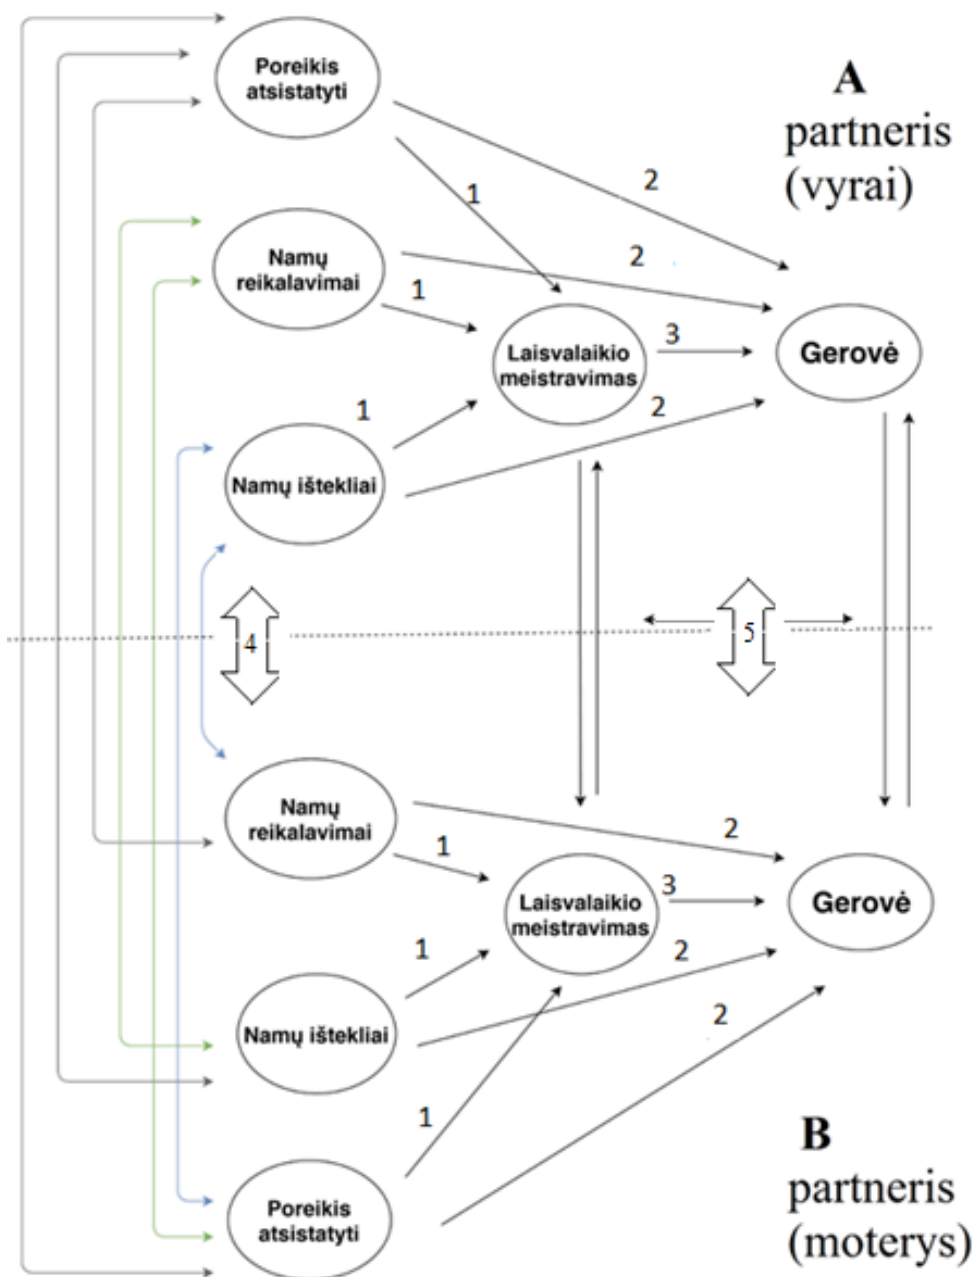 Poreikis
atsistatyti
A
partneris
(vyrai)
2
1
Namų
reikalavimai
2
1
Laisvalaikio
meistravimas
3
Gerovė
1
2
Namų ištekliai
4
5
Namų
reikalavimai
2
1
Laisvalaikio
meistravimas
3
Gerovė
1
2
Namų ištekliai
2
1
Poreikis
atsistatyti
B
partneris
(moterys)